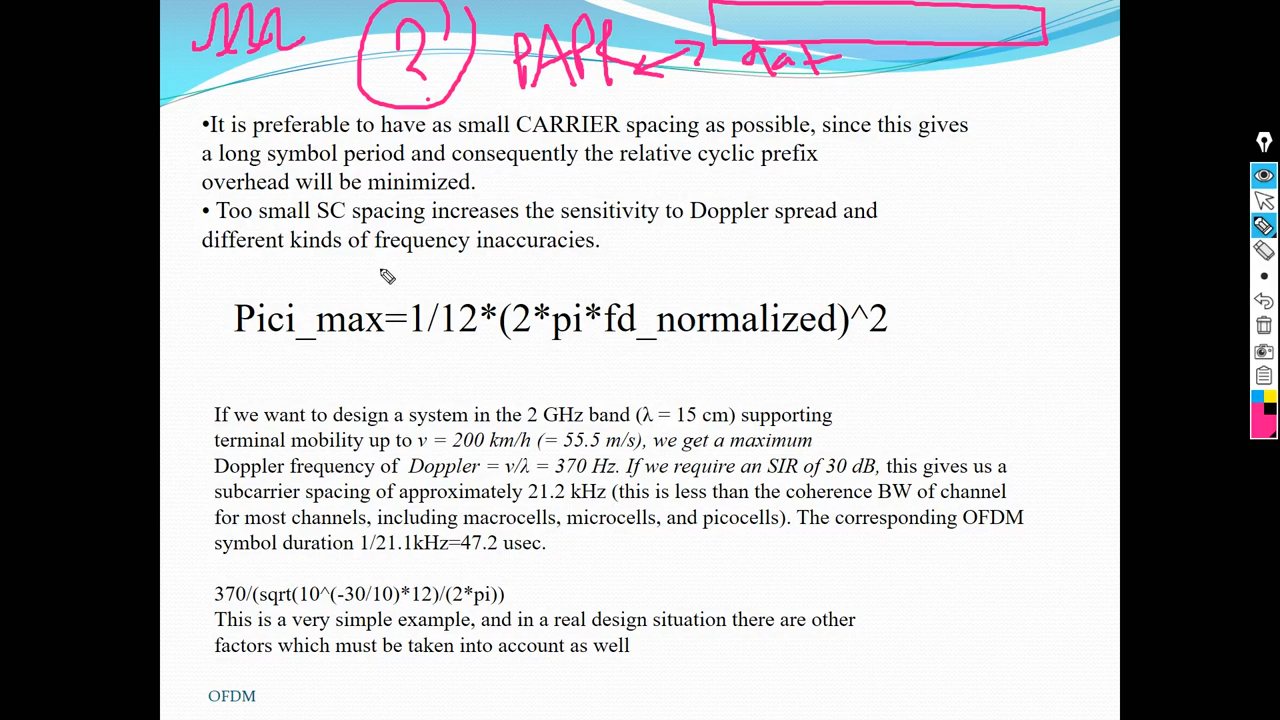 PAPR
•It is preferable to have as small CARRIER spacing as possible, since this gives
a long symbol period and consequently the relative cyclic prefix
overhead will be minimized.
• Too small SC spacing increases the sensitivity to Doppler spread and
different kinds of frequency inaccuracies.
Pici_max=1/12*(2*pi*fd_normalized)^2
If we want to design a system in the 2 GHz band (λ = 15 cm) supporting
terminal mobility up to v = 200 km/h (= 55.5 m/s), we get a maximum
Doppler frequency of Doppler = v/λ = 370 Hz. If we require an SIR of 30 dB, this gives us a
subcarrier spacing of approximately 21.2 kHz (this is less than the coherence BW of channel
for most channels, including macrocells, microcells, and picocells). The corresponding OFDM
symbol duration 1/21.1kHz=47.2 usec.
370/(sqrt(10^(-30/10)*12)/(2*pi))
This is a very simple example, and in a real design situation there are other
factors which must be taken into account as well
OFDM